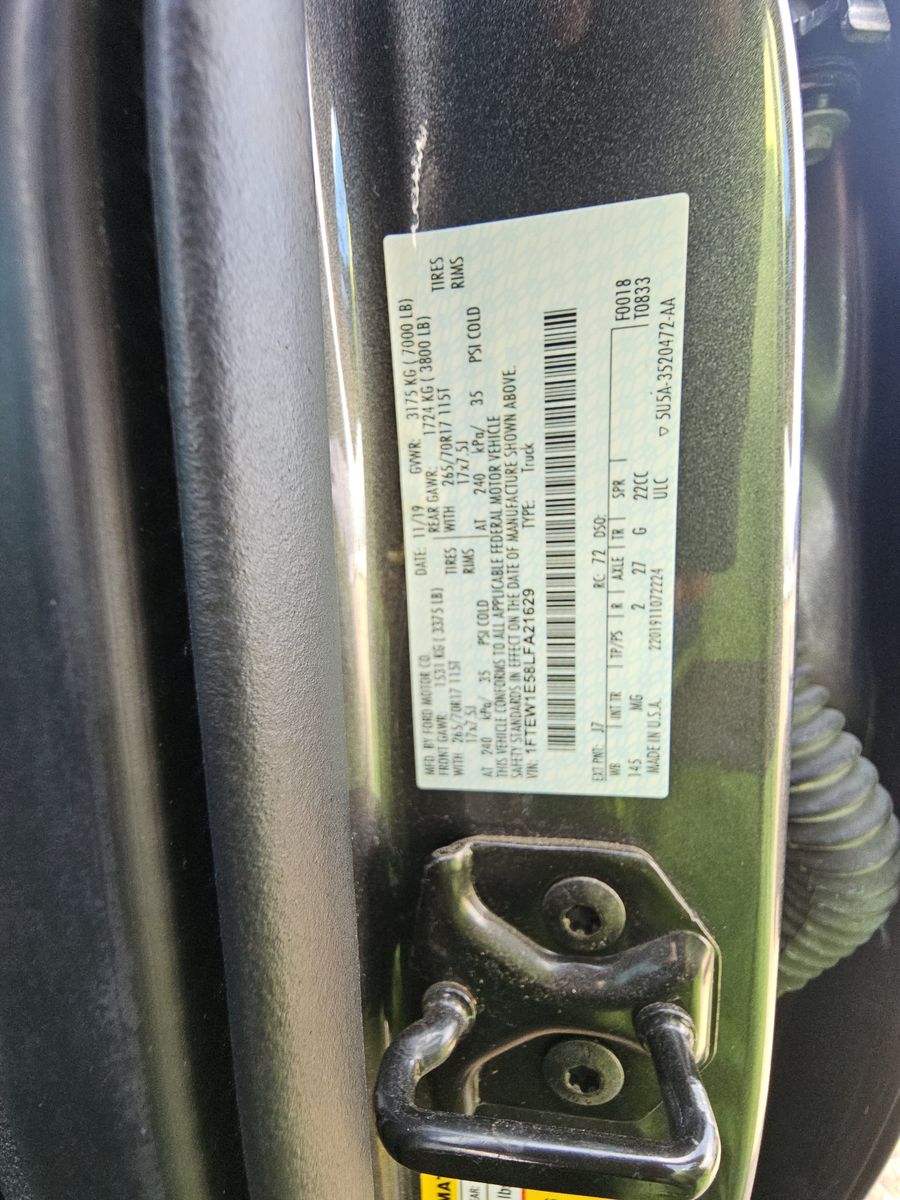 MFD BY FORD MOTOR CO. DATE: 11/19 GVWR: 3175 KG ( 7000 LB)
FRONT GAWR: 1531 KG ( 3375 LB) REAR GAWR: 1724 KG ( 3800 LB)
WITH 265/70R17 115T TIRES WITH 265/70R17 115T TIRES
17x7.5J RIMS 17x7.5J RIMS
AT 240 kPa/ 35 PSI COLD AT 240 kPa/ 35 PSI COLD
THIS VEHICLE CONFORMS TO ALL APPLICABLE FEDERAL MOTOR VEHICLE
SAFETY STANDARDS IN EFFECT ON THE DATE OF MANUFACTURE SHOWN ABOVE.
VIN: 1FTEW1E58LFA21629 TYPE: Truck
F0018
T0833
EXT PNT: J7 RC: 72 DSO:
WB INT TR TP/PS R AXLE TR SPR
145 MG 2 27 G 22CC
MADE IN U.S.A. 2201911072224 ULC ▽ 5U5A-3520472-AA